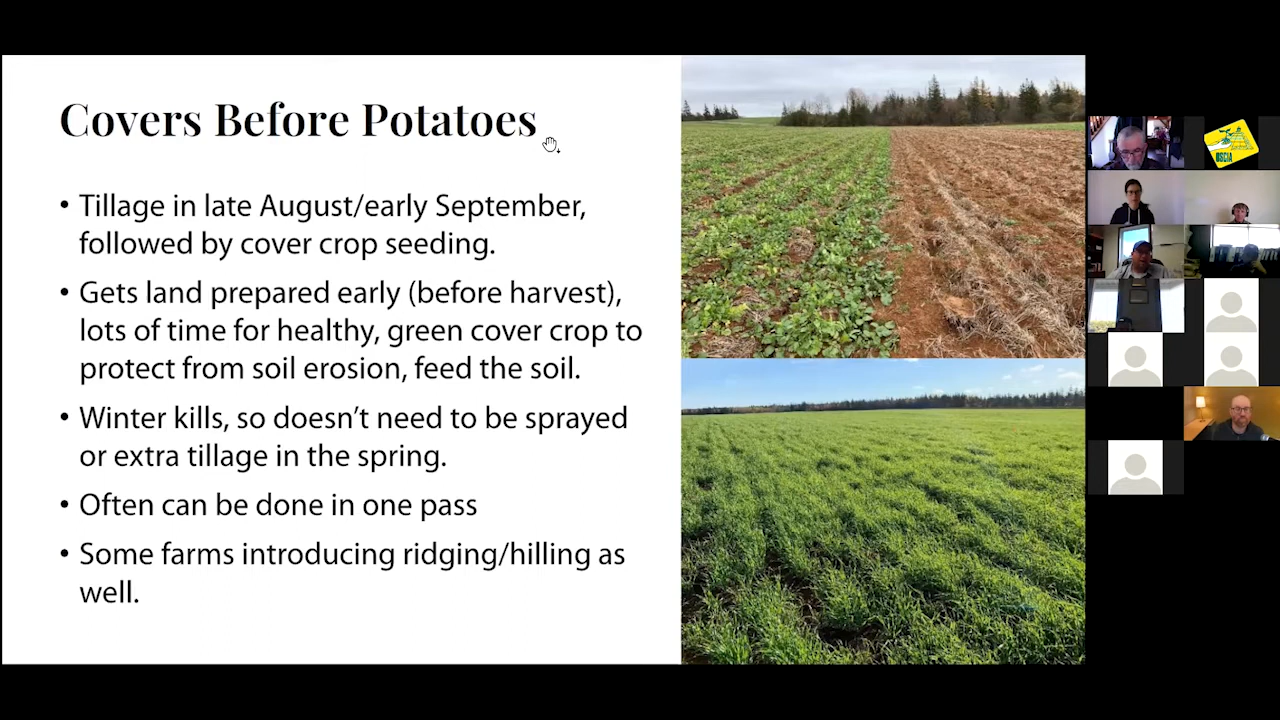 Covers Before Potatoes
• Tillage in late August/early September,
followed by cover crop seeding.
• Gets land prepared early (before harvest),
lots of time for healthy, green cover crop to
protect from soil erosion, feed the soil.
• Winter kills, so doesn’t need to be sprayed
or extra tillage in the spring.
• Often can be done in one pass
• Some farms introducing ridging/hilling as
well.
OSCIA